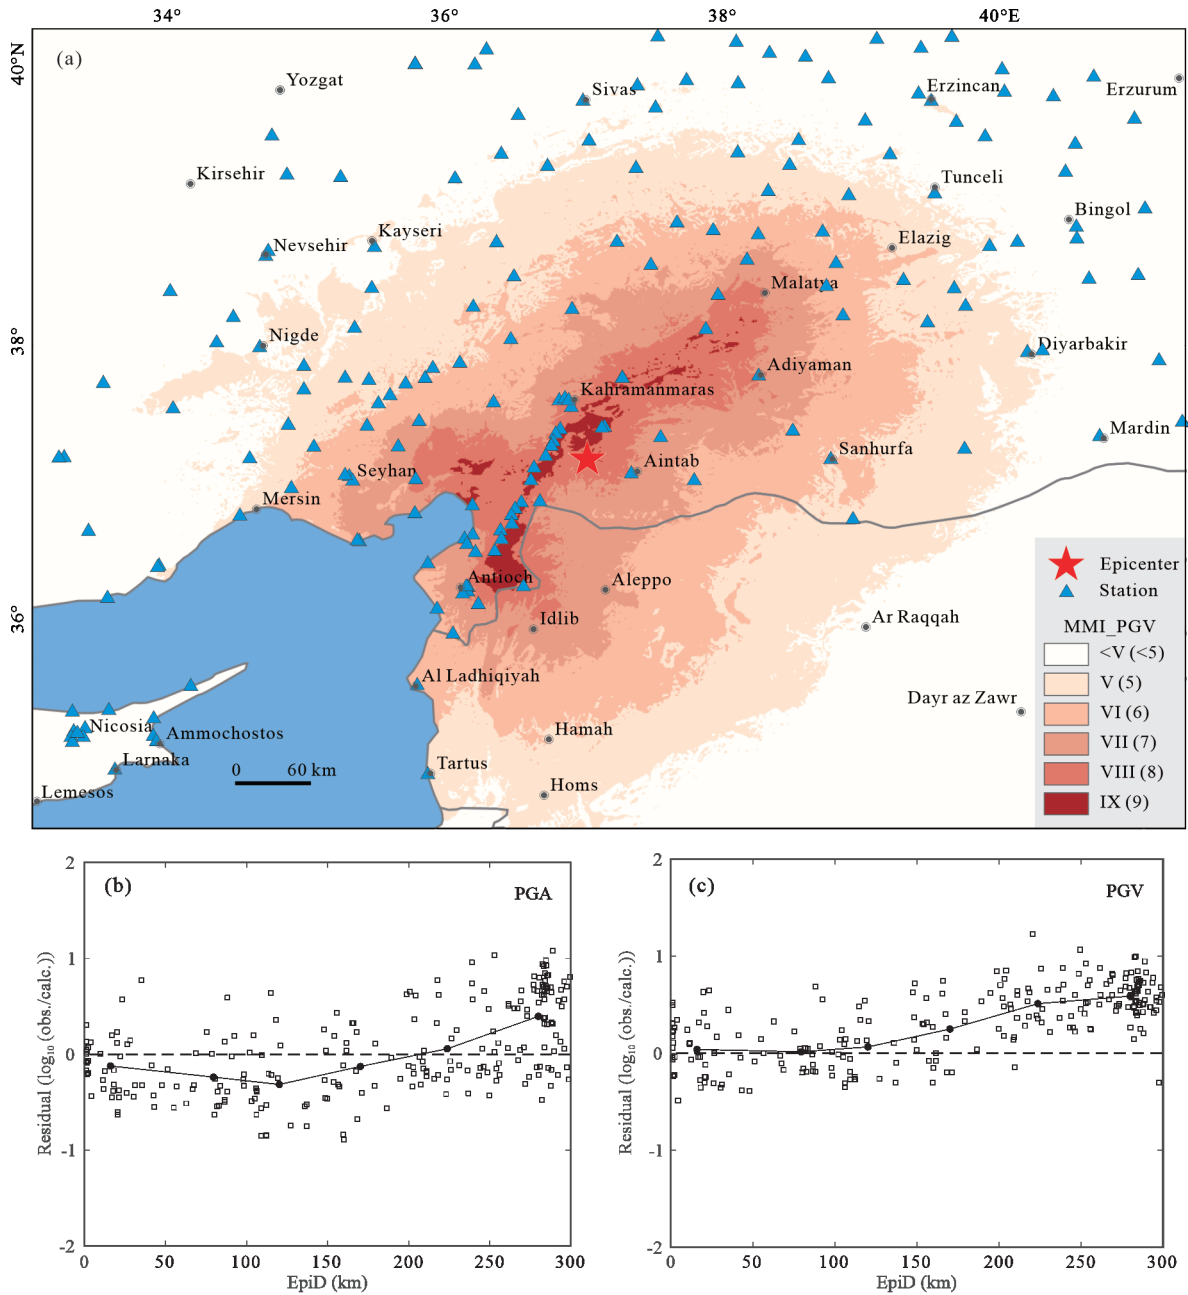 34° 36° 38° 40°E
40°N
38°
36°
(a)
Yozgat
Sivas
Erzincan
Erzurum
Kirsehir
Tunceli
Bingol
Kayseri
Nevsehir
Elazig
Malatya
Nigde
Diyarbakir
Adiyaman
Kahramanmaras
Mardin
Sanhurfa
Aintab
Seyhan
Mersin
Antioch
Aleppo
Idlib
Ar Raqqah
Al Ladhiqiyah
Dayr az Zawr
Hamah
Nicosia
Ammochostos
Larnaka
Tartus
Homs
Lemesos
0 60 km
Epicenter
Station
MMI_PGV
<V (<5)
V (5)
VI (6)
VII (7)
VIII (8)
IX (9)
(b)
PGA
Residual (log10 (obs./calc.))
2
1
0
-1
-2
0 50 100 150 200 250 300
EpiD (km)
(c)
PGV
Residual (log10 (obs./calc.))
2
1
0
-1
-2
0 50 100 150 200 250 300
EpiD (km)